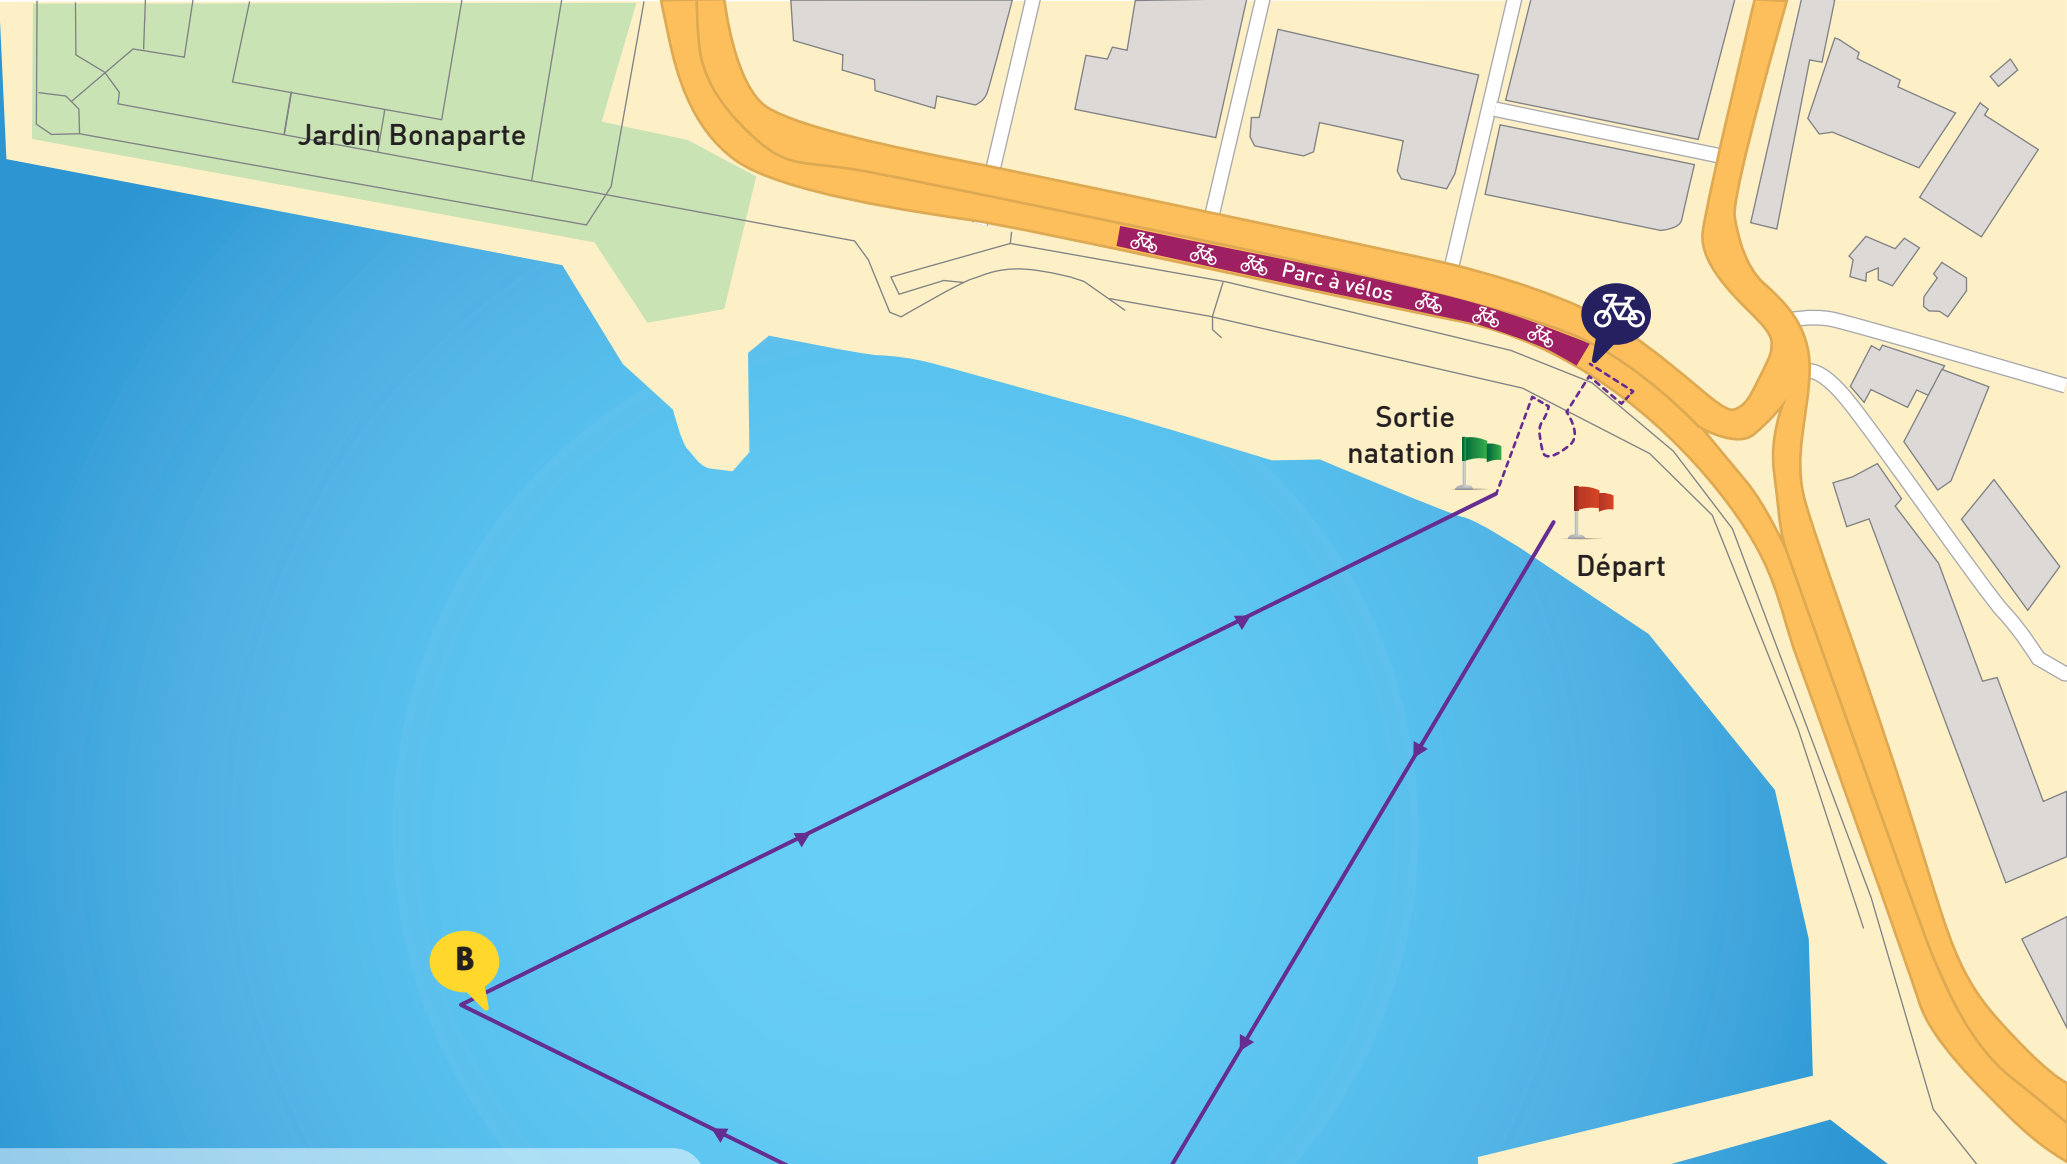 Jardin Bonaparte
Parc à vélos
Sortie
natation
Départ
B